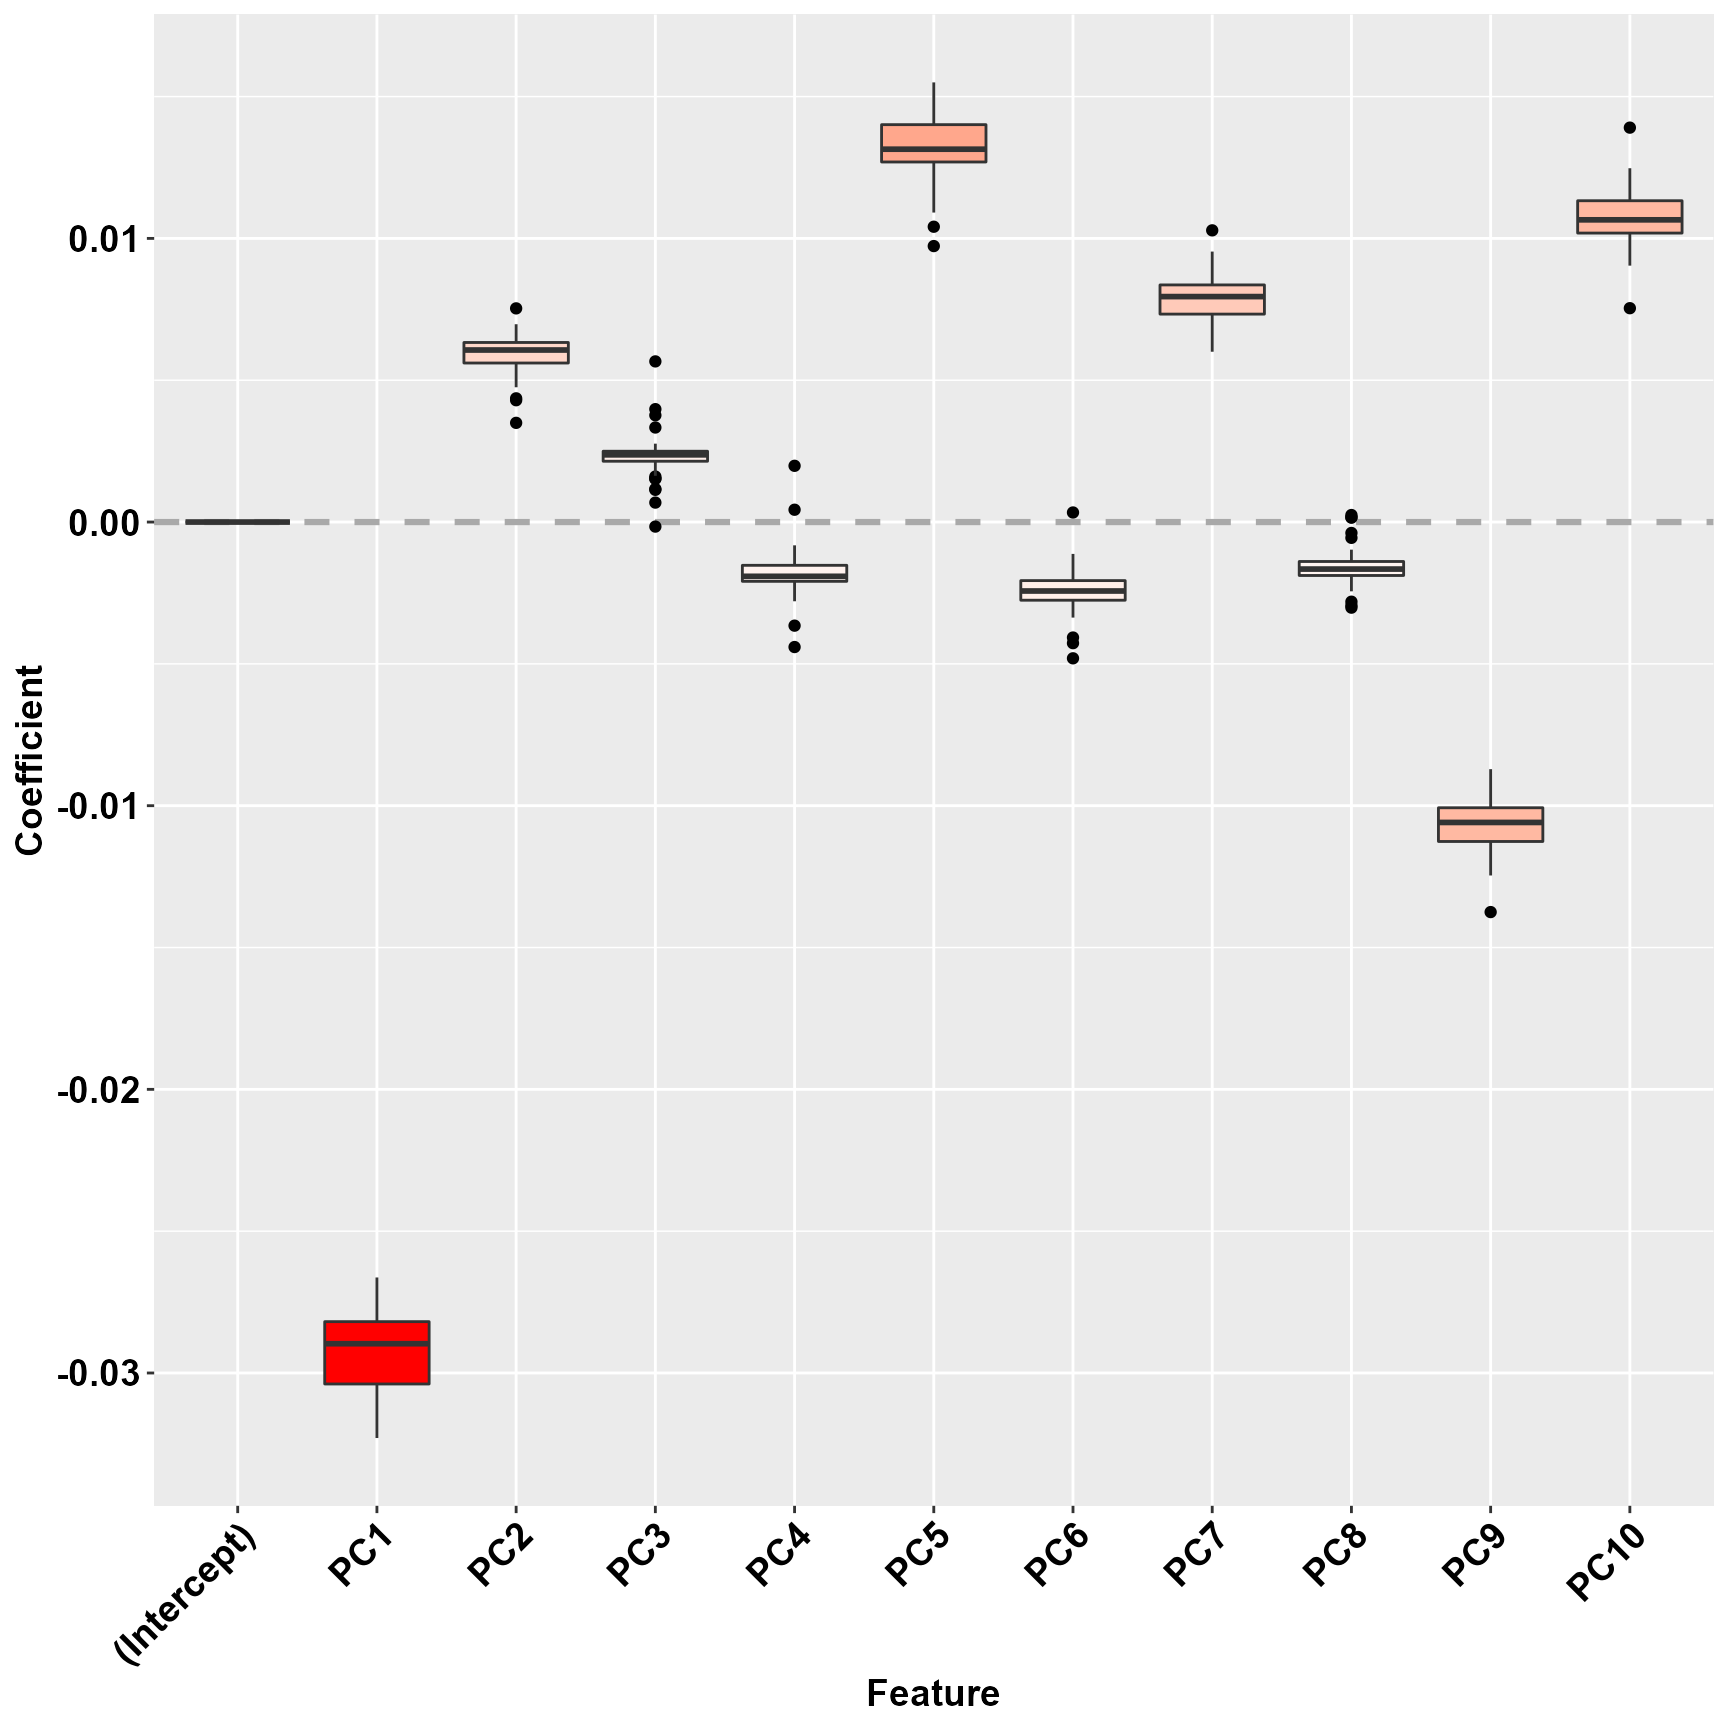 Coefficient
0.01
0.00
-0.01
-0.02
-0.03
(Intercept)
PC1
PC2
PC3
PC4
PC5
PC6
PC7
PC8
PC9
PC10
Feature